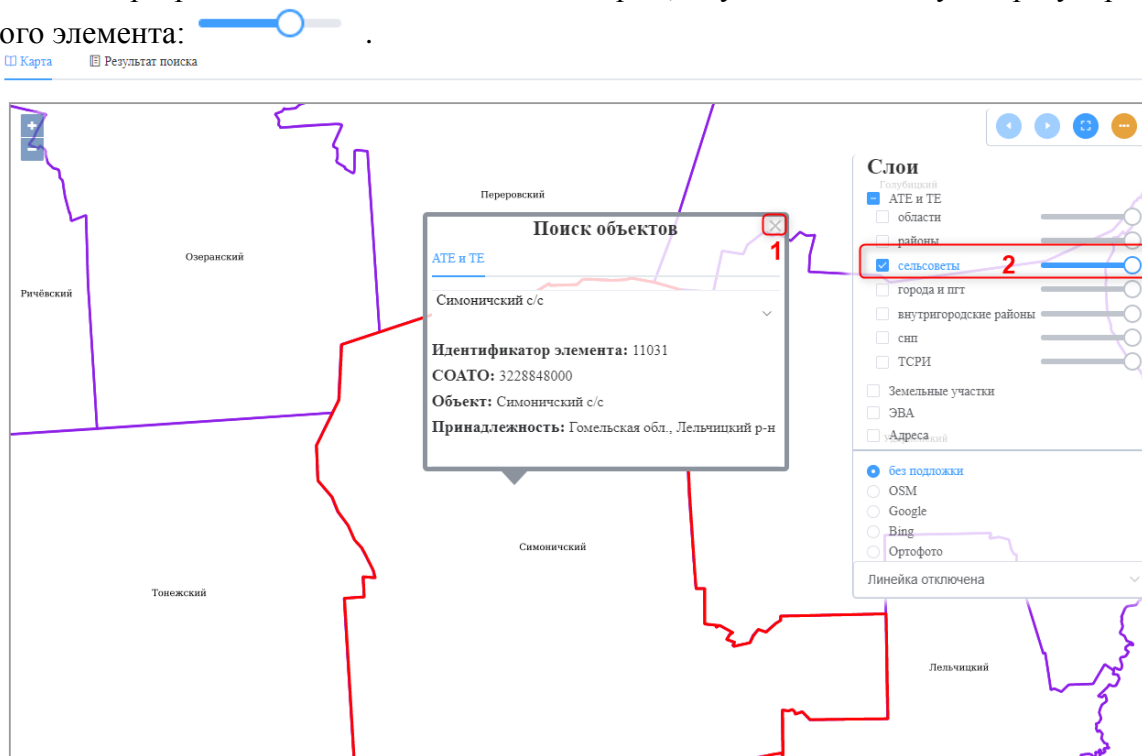 ого элемента: .
Карта Результат поиска
+
−
Слои
Голубицкий
АТЕ и ТЕ
области
районы
сельсоветы 2
города и пгт
внутригородские районы
снп
ТСРИ
Земельные участки
ЭВА
Адреса
без подложки
OSM
Google
Bing
Ортофото
Линейка отключена
Переровский
Озеранский
Ричёвский
Поиск объектов
1
АТЕ и ТЕ
Симоничский с/с
Идентификатор элемента: 11031
СОАТО: 3228848000
Объект: Симоничский с/с
Принадлежность: Гомельская обл., Лельчицкий р-н
Симоничский
Тонежский
Лельчицкий